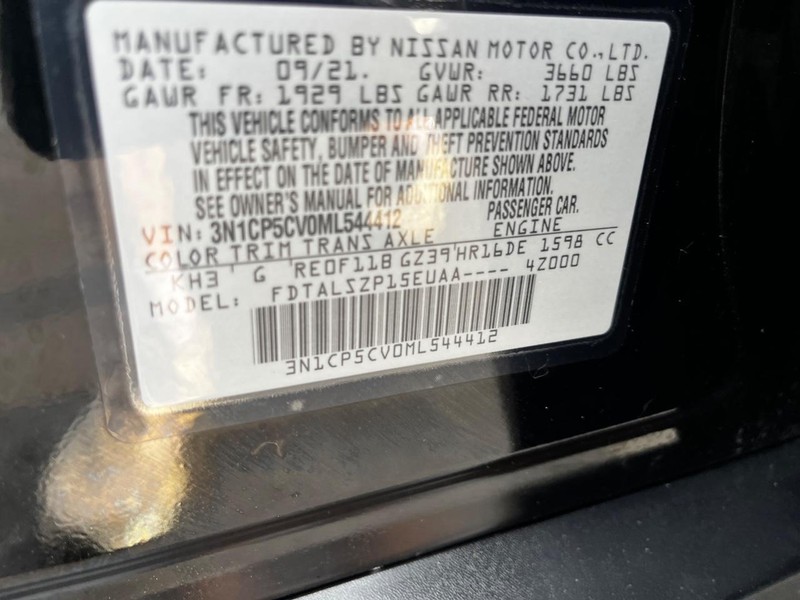 MANUFACTURED BY NISSAN MOTOR CO.,LTD.
DATE: 09/21. GVWR: 3660 LBS
GAWR FR: 1929 LBS GAWR RR: 1731 LBS
THIS VEHICLE CONFORMS TO ALL APPLICABLE FEDERAL MOTOR
VEHICLE SAFETY, BUMPER AND THEFT PREVENTION STANDARDS
IN EFFECT ON THE DATE OF MANUFACTURE SHOWN ABOVE.
SEE OWNER'S MANUAL FOR ADDITIONAL INFORMATION.
VIN: 3N1CP5CV0ML544412 PASSENGER CAR.
COLOR TRIM TRANS AXLE ENGINE
KH3 G RE0F11B GZ39 HR16DE 1598 CC
MODEL: FDTALSZP15EUAA---- 4Z000
3N1CP5CV0ML544412